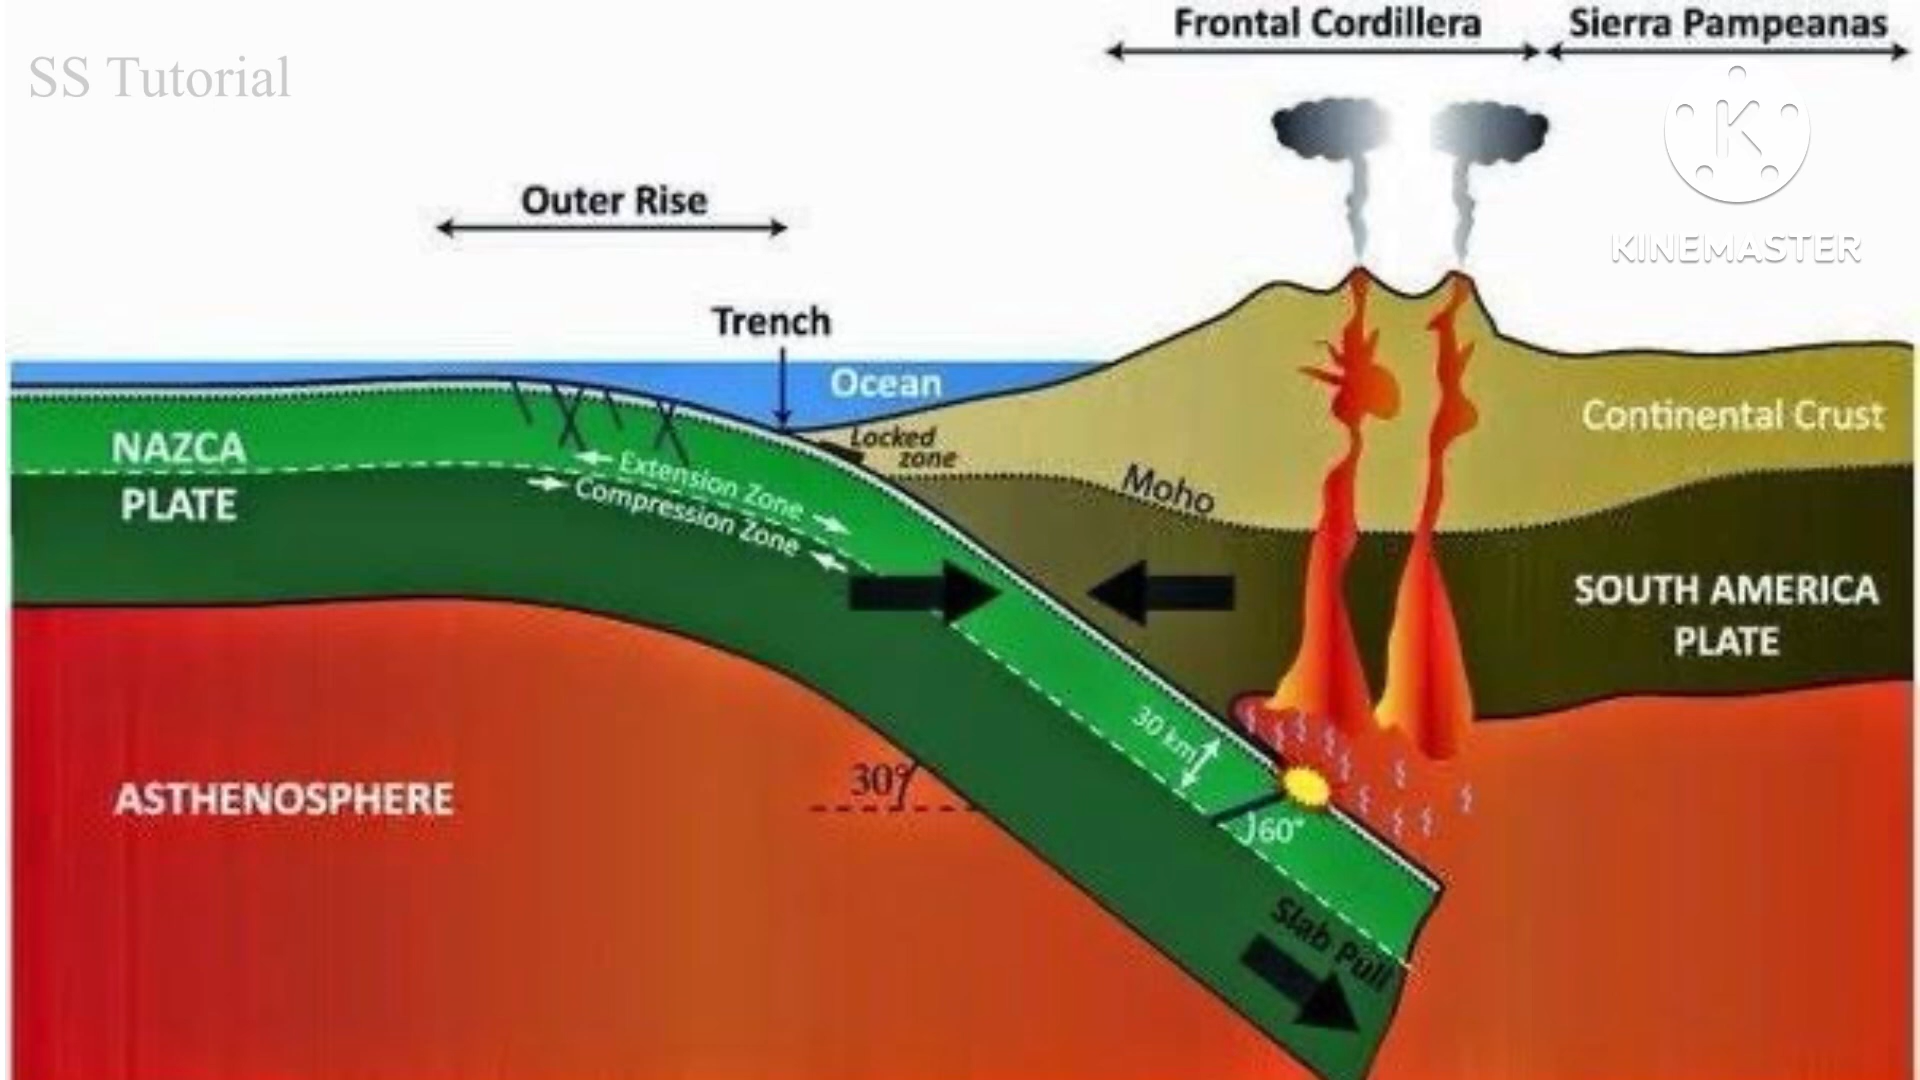 Frontal Cordillera
Sierra Pampeanas
SS Tutorial
K
KINEMASTER
Outer Rise
Trench
Ocean
Locked
zone
Continental Crust
NAZCA
PLATE
Extension Zone
Compression Zone
Moho
SOUTH AMERICA
PLATE
30 km
ASTHENOSPHERE
30°
60°
Slab Pull